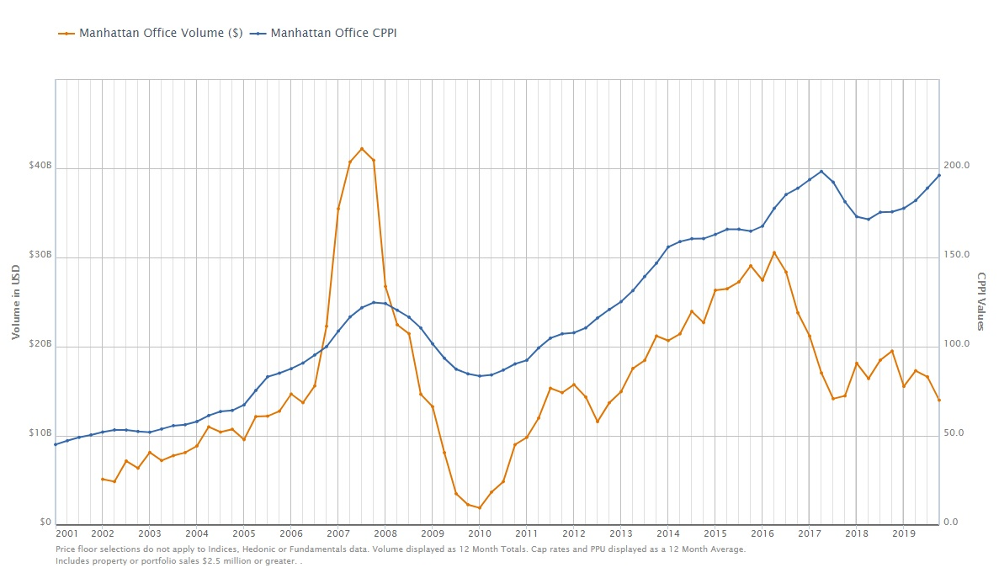 Manhattan Office Volume ($) Manhattan Office CPPI
$40B 200.0
$30B 150.0
Volume in USD
CPPI Values
$20B 100.0
$10B 50.0
$0 0.0
2001 2002 2003 2004 2005 2006 2007 2008 2009 2010 2011 2012 2013 2014 2015 2016 2017 2018 2019
Price floor selections do not apply to Indices, Hedonic or Fundamentals data. Volume displayed as 12 Month Totals. Cap rates and PPU displayed as a 12 Month Average.
Includes property or portfolio sales $2.5 million or greater. .